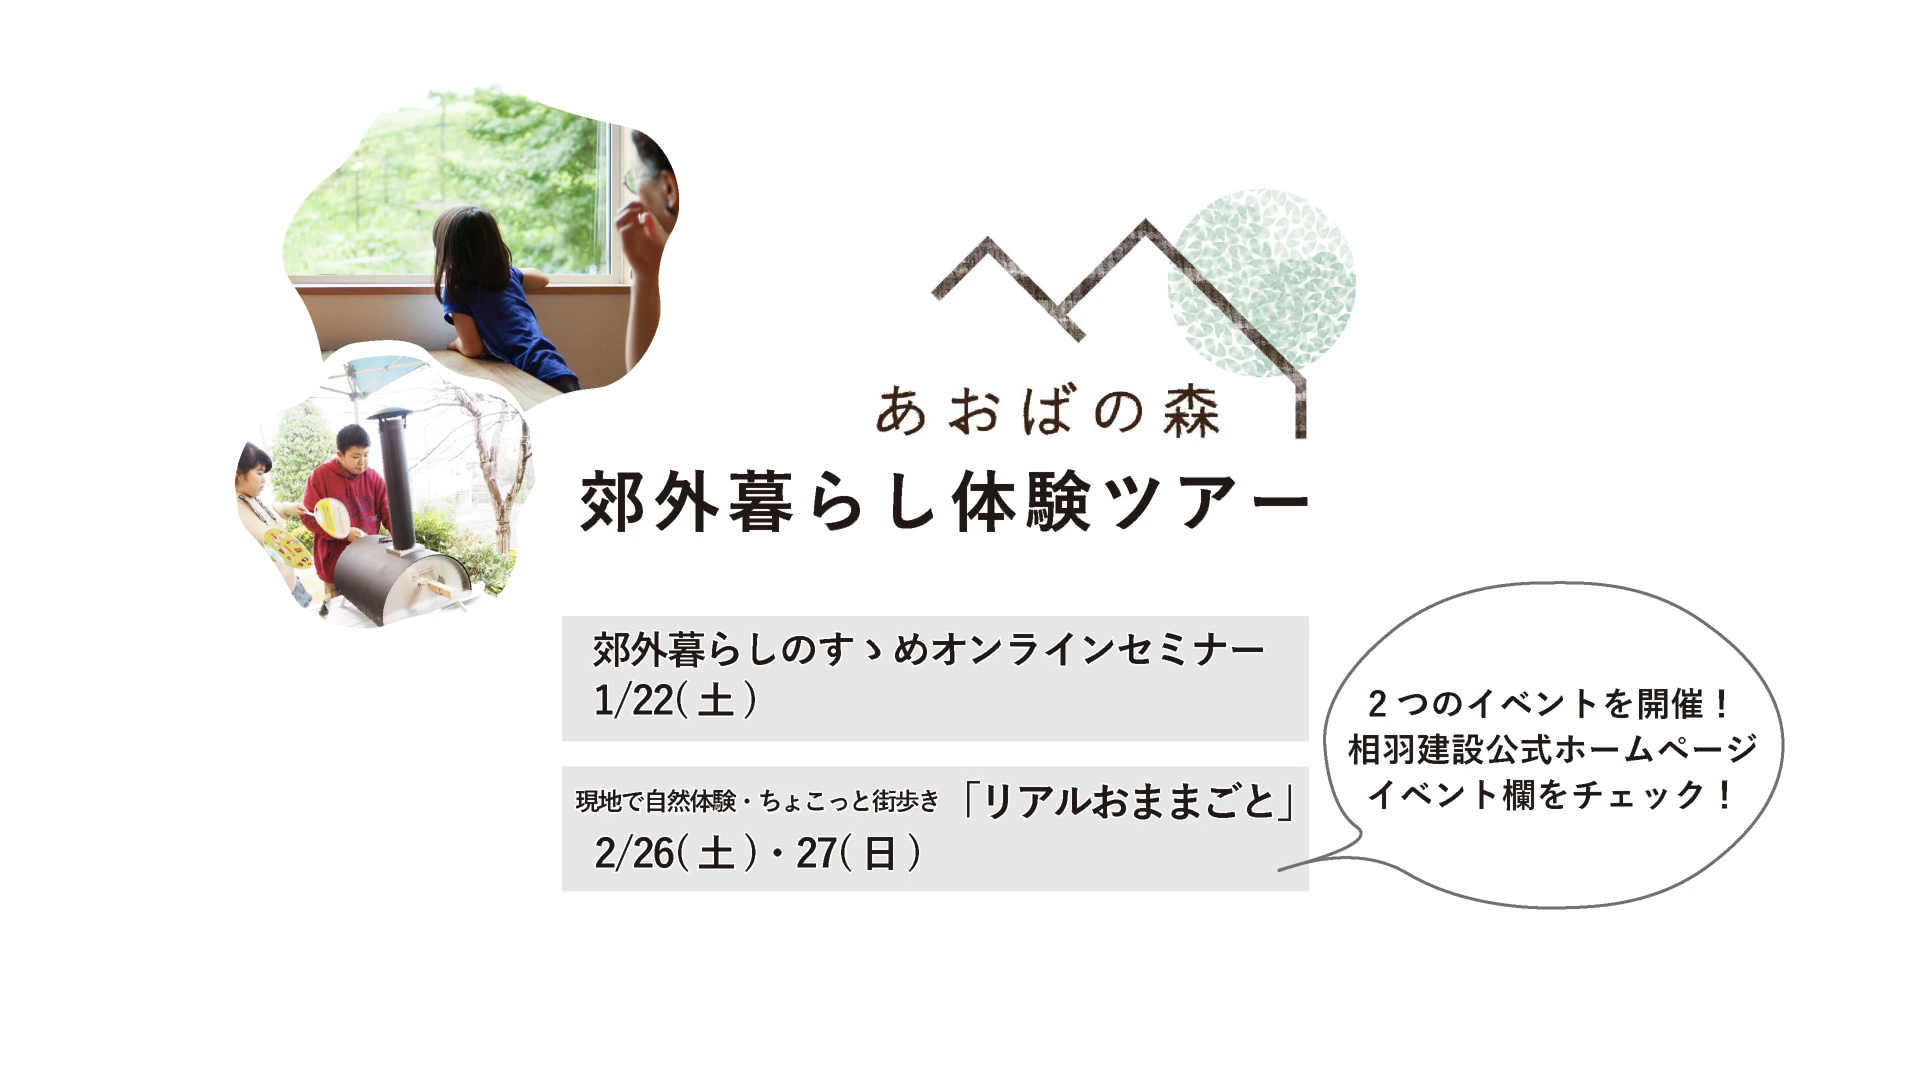 あおばの森
郊外暮らし体験ツアー
郊外暮らしのすゝめオンラインセミナー
1/22(土)
現地で自然体験・ちょこっと街歩き「リアルおままごと」
2/26(土)・27(日)
2つのイベントを開催！
相羽建設公式ホームページ
イベント欄をチェック！